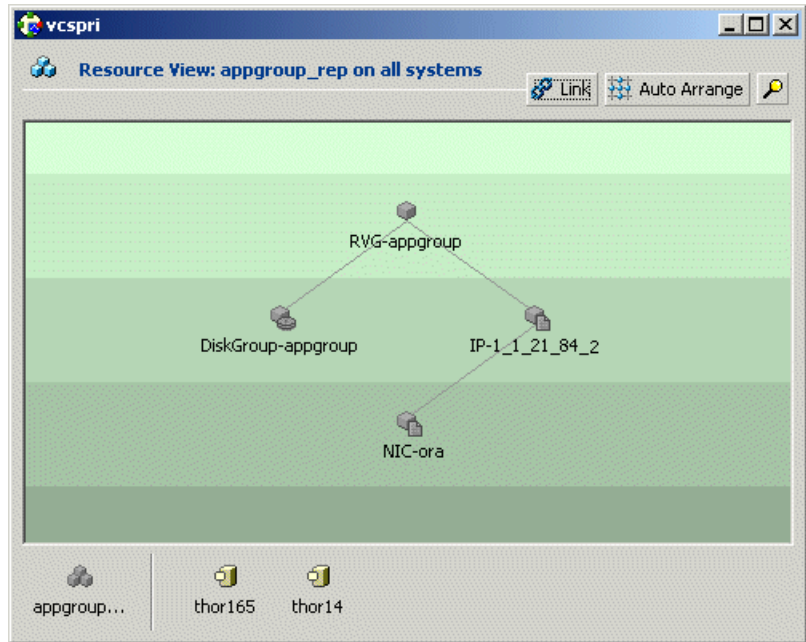 vcspri
Resource View: appgroup_rep on all systems
Link
Auto Arrange
RVG-appgroup
DiskGroup-appgroup
IP-1_1_21_84_2
NIC-ora
appgroup...
thor165
thor14